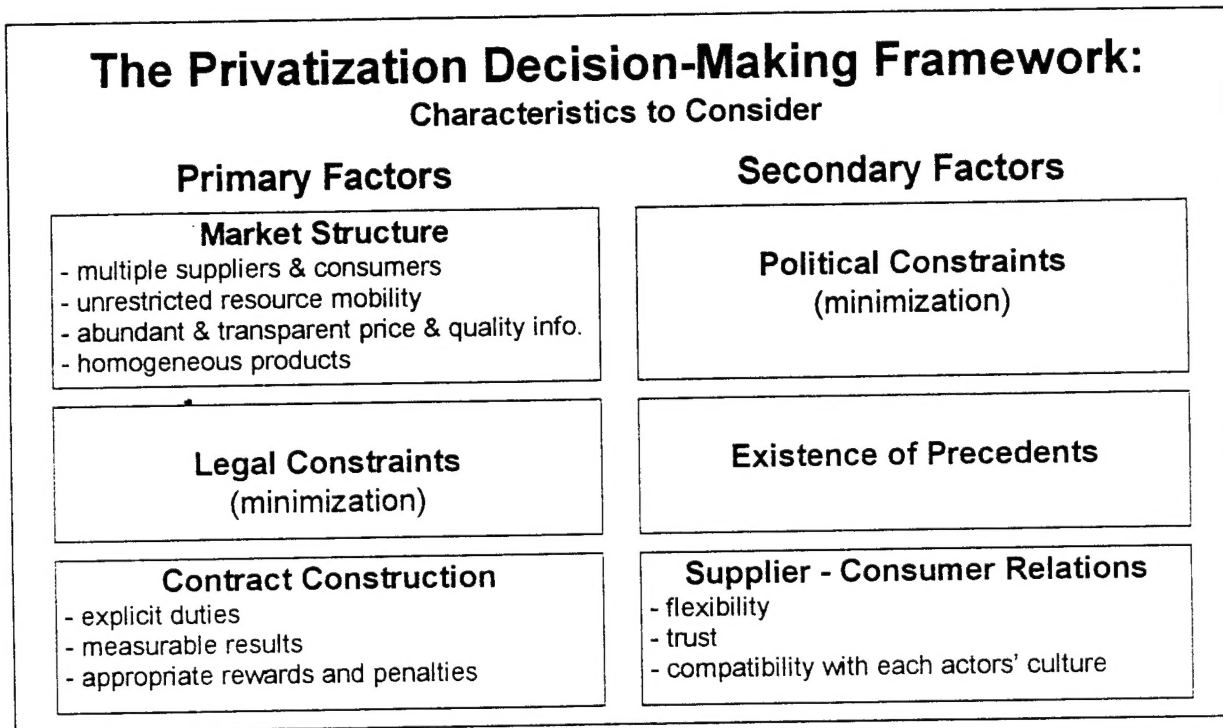 The Privatization Decision-Making Framework:
Characteristics to Consider
Primary Factors
Market Structure
- multiple suppliers & consumers
- unrestricted resource mobility
- abundant & transparent price & quality info.
- homogeneous products
Legal Constraints
(minimization)
Contract Construction
- explicit duties
- measurable results
- appropriate rewards and penalties
Secondary Factors
Political Constraints
(minimization)
Existence of Precedents
Supplier - Consumer Relations
- flexibility
- trust
- compatibility with each actors' culture